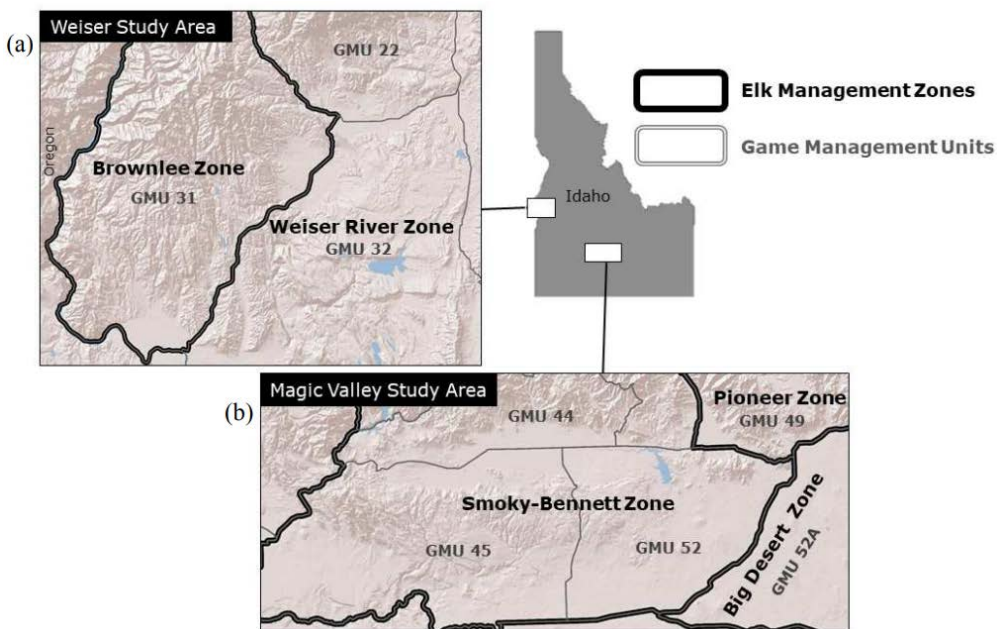 (a)
Weiser Study Area
GMU 22
Oregon
Brownlee Zone
GMU 31
Weiser River Zone
GMU 32
Idaho
Elk Management Zones
Game Management Units
(b)
Magic Valley Study Area
GMU 44
Pioneer Zone
GMU 49
Smoky-Bennett Zone
GMU 45
GMU 52
Big Desert Zone
GMU 52A